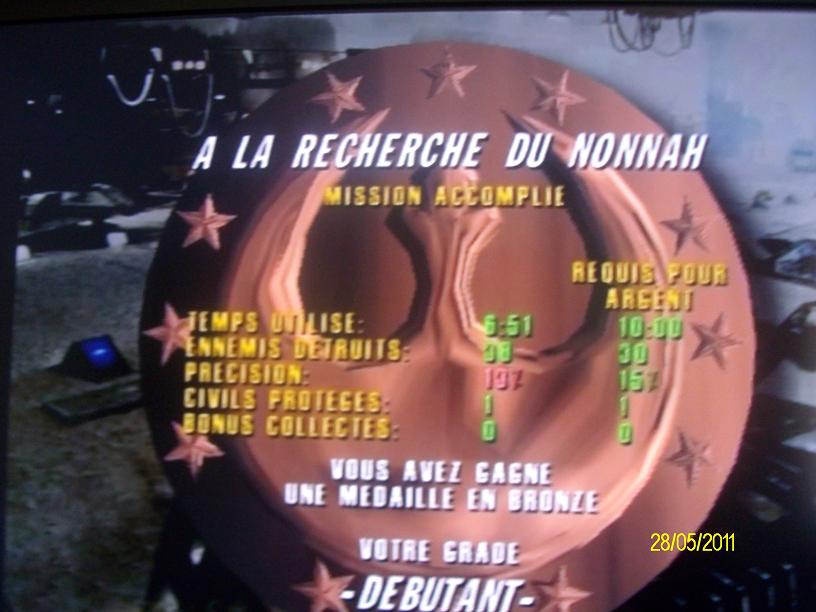 A LA RECHERCHE DU NONNAH
MISSION ACCOMPLIE
REQUIS POUR
ARGENT
TEMPS UTILISE: 6:51 10:00
ENNEMIS DETRUITS: 38 30
PRECISION: 15%
CIVILS PROTEGES: 1 1
BONUS COLLECTES: 0 0
VOUS AVEZ GAGNE
UNE MEDAILLE EN BRONZE
VOTRE GRADE
-DEBUTANT-
28/05/2011